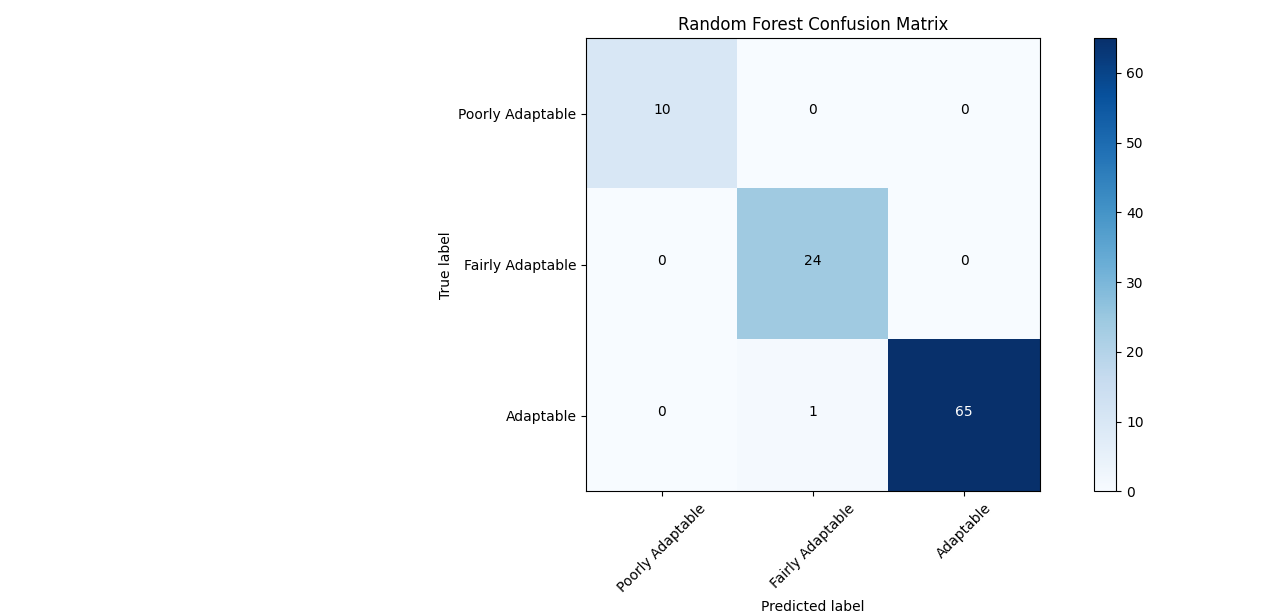 Random Forest Confusion Matrix
True label
Poorly Adaptable 10 0 0
Fairly Adaptable 0 24 0
Adaptable 0 1 65
Poorly Adaptable
Fairly Adaptable
Adaptable
Predicted label
60
50
40
30
20
10
0